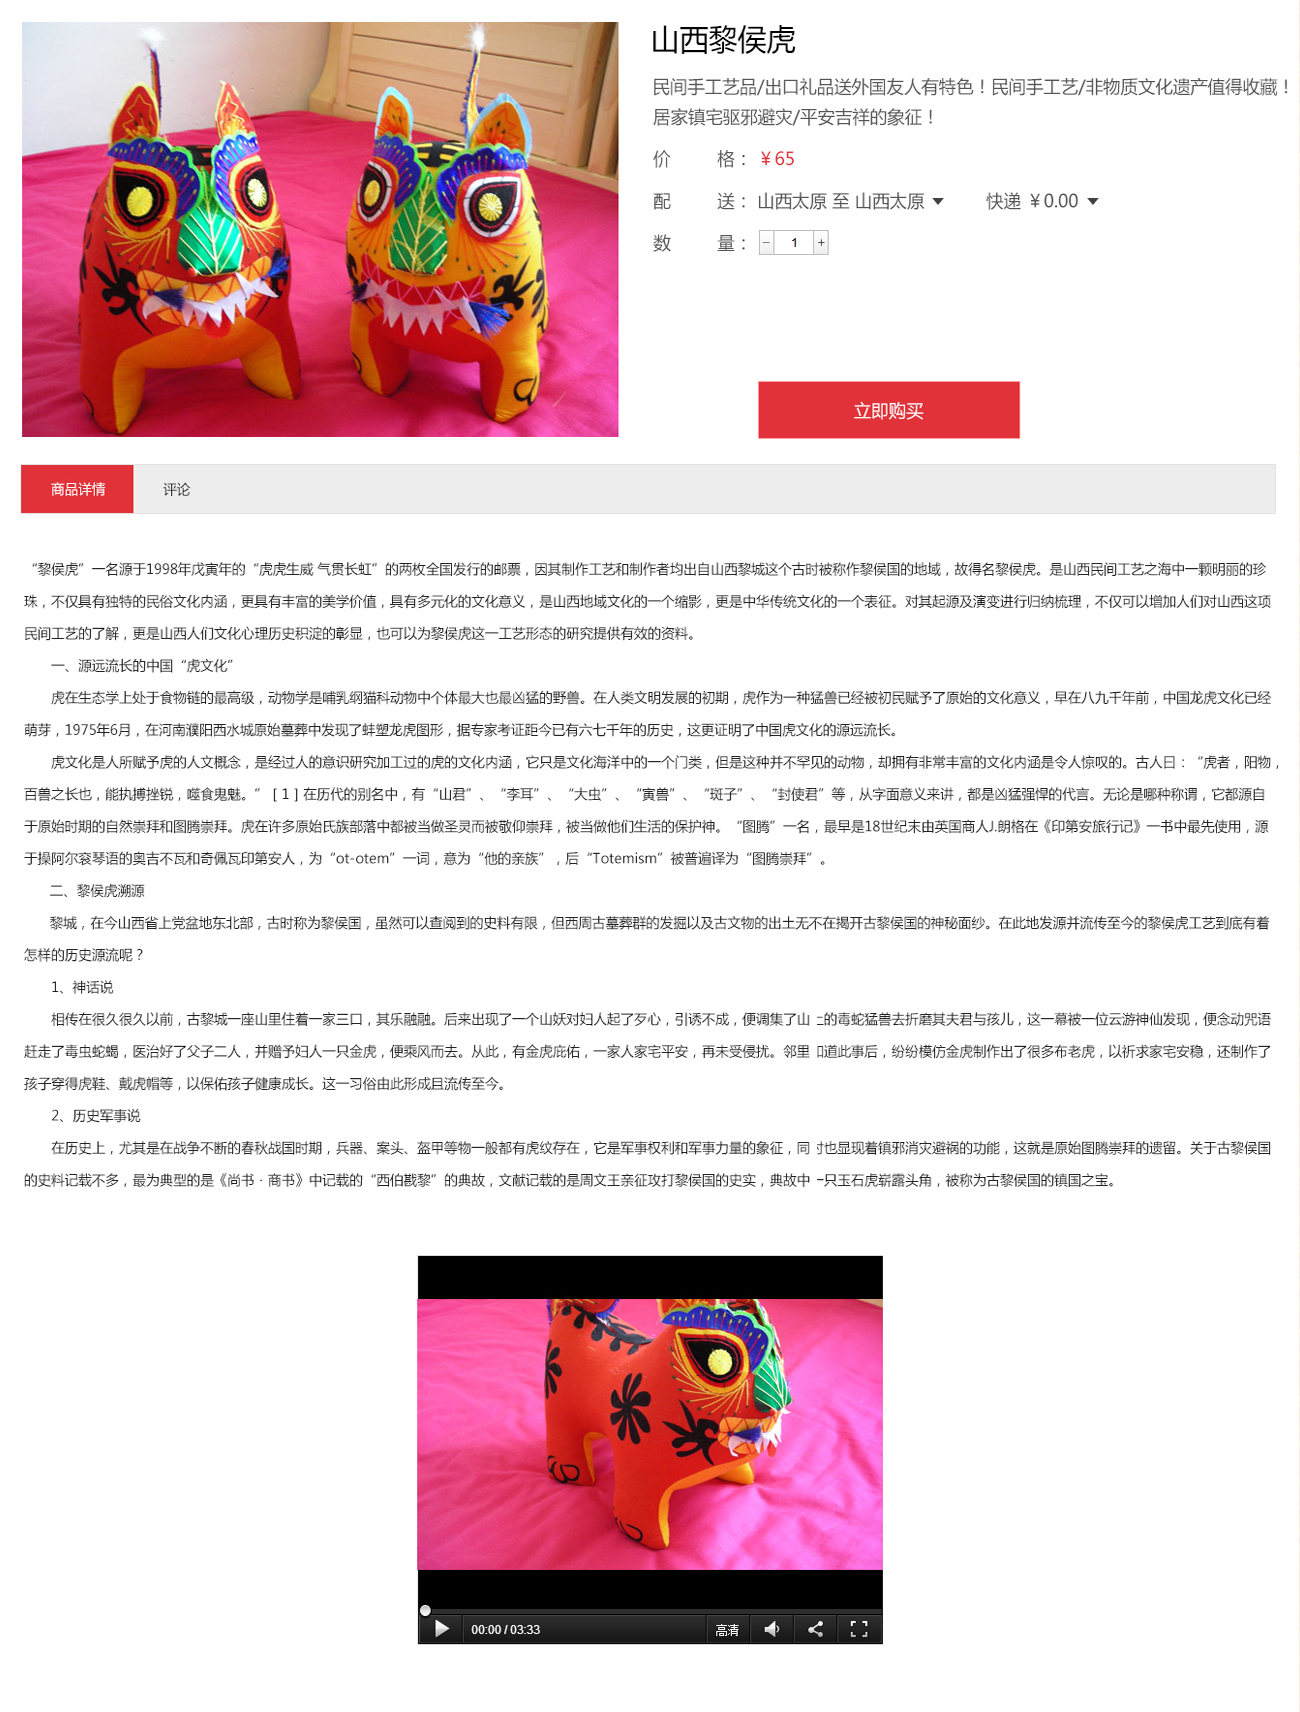 山西黎侯虎
民间手工艺品/出口礼品送外国友人有特色！民间手工艺/非物质文化遗产值得收藏！
居家镇宅驱邪避灾/平安吉祥的象征！
价 格：￥65
配 送：山西太原 至 山西太原 快递 ￥0.00
数 量： − 1 +
立即购买
商品详情 评论
“黎侯虎”一名源于1998年戊寅年的“虎虎生威 气贯长虹”的两枚全国发行的邮票，因其制作工艺和制作者均出自山西黎城这个古时被称作黎侯国的地域，故得名黎侯虎。是山西民间工艺之海中一颗明丽的珍
珠，不仅具有独特的民俗文化内涵，更具有丰富的美学价值，具有多元化的文化意义，是山西地域文化的一个缩影，更是中华传统文化的一个表征。对其起源及演变进行归纳梳理，不仅可以增加人们对山西这项
民间工艺的了解，更是山西人们文化心理历史积淀的彰显，也可以为黎侯虎这一工艺形态的研究提供有效的资料。
一、源远流长的中国“虎文化”
虎在生态学上处于食物链的最高级，动物学是哺乳纲猫科动物中个体最大也最凶猛的野兽。在人类文明发展的初期，虎作为一种猛兽已经被初民赋予了原始的文化意义，早在八九千年前，中国龙虎文化已经
萌芽，1975年6月，在河南濮阳西水城原始墓葬中发现了蚌塑龙虎图形，据专家考证距今已有六七千年的历史，这更证明了中国虎文化的源远流长。
虎文化是人所赋予虎的人文概念，是经过人的意识研究加工过的虎的文化内涵，它只是文化海洋中的一个门类，但是这种并不罕见的动物，却拥有非常丰富的文化内涵是令人惊叹的。古人曰：“虎者，阳物，
百兽之长也，能执搏挫锐，噬食鬼魅。”［1］在历代的别名中，有“山君”、“李耳”、“大虫”、“寅兽”、“斑子”、“封使君”等，从字面意义来讲，都是凶猛强悍的代言。无论是哪种称谓，它都源自
于原始时期的自然崇拜和图腾崇拜。虎在许多原始氏族部落中都被当做圣灵而被敬仰崇拜，被当做他们生活的保护神。“图腾”一名，最早是18世纪末由英国商人J.朗格在《印第安旅行记》一书中最先使用，源
于操阿尔衮琴语的奥吉不瓦和奇佩瓦印第安人，为“ot-otem”一词，意为“他的亲族”，后“Totemism”被普遍译为“图腾崇拜”。
二、黎侯虎溯源
黎城，在今山西省上党盆地东北部，古时称为黎侯国，虽然可以查阅到的史料有限，但西周古墓葬群的发掘以及古文物的出土无不在揭开古黎侯国的神秘面纱。在此地发源并流传至今的黎侯虎工艺到底有着
怎样的历史源流呢？
1、神话说
相传在很久很久以前，古黎城一座山里住着一家三口，其乐融融。后来出现了一个山妖对妇人起了歹心，引诱不成，便调集了山上的毒蛇猛兽去折磨其夫君与孩儿，这一幕被一位云游神仙发现，便念动咒语
赶走了毒虫蛇蝎，医治好了父子二人，并赠予妇人一只金虎，便乘风而去。从此，有金虎庇佑，一家人家宅平安，再未受侵扰。邻里知道此事后，纷纷模仿金虎制作出了很多布老虎，以祈求家宅安稳，还制作了
孩子穿得虎鞋、戴虎帽等，以保佑孩子健康成长。这一习俗由此形成且流传至今。
2、历史军事说
在历史上，尤其是在战争不断的春秋战国时期，兵器、案头、盔甲等物一般都有虎纹存在，它是军事权利和军事力量的象征，同时也显现着镇邪消灾避祸的功能，这就是原始图腾崇拜的遗留。关于古黎侯国
的史料记载不多，最为典型的是《尚书 · 商书》中记载的“西伯戡黎”的典故，文献记载的是周文王亲征攻打黎侯国的史实，典故中一只玉石虎崭露头角，被称为古黎侯国的镇国之宝。
00:00 / 03:33 高清